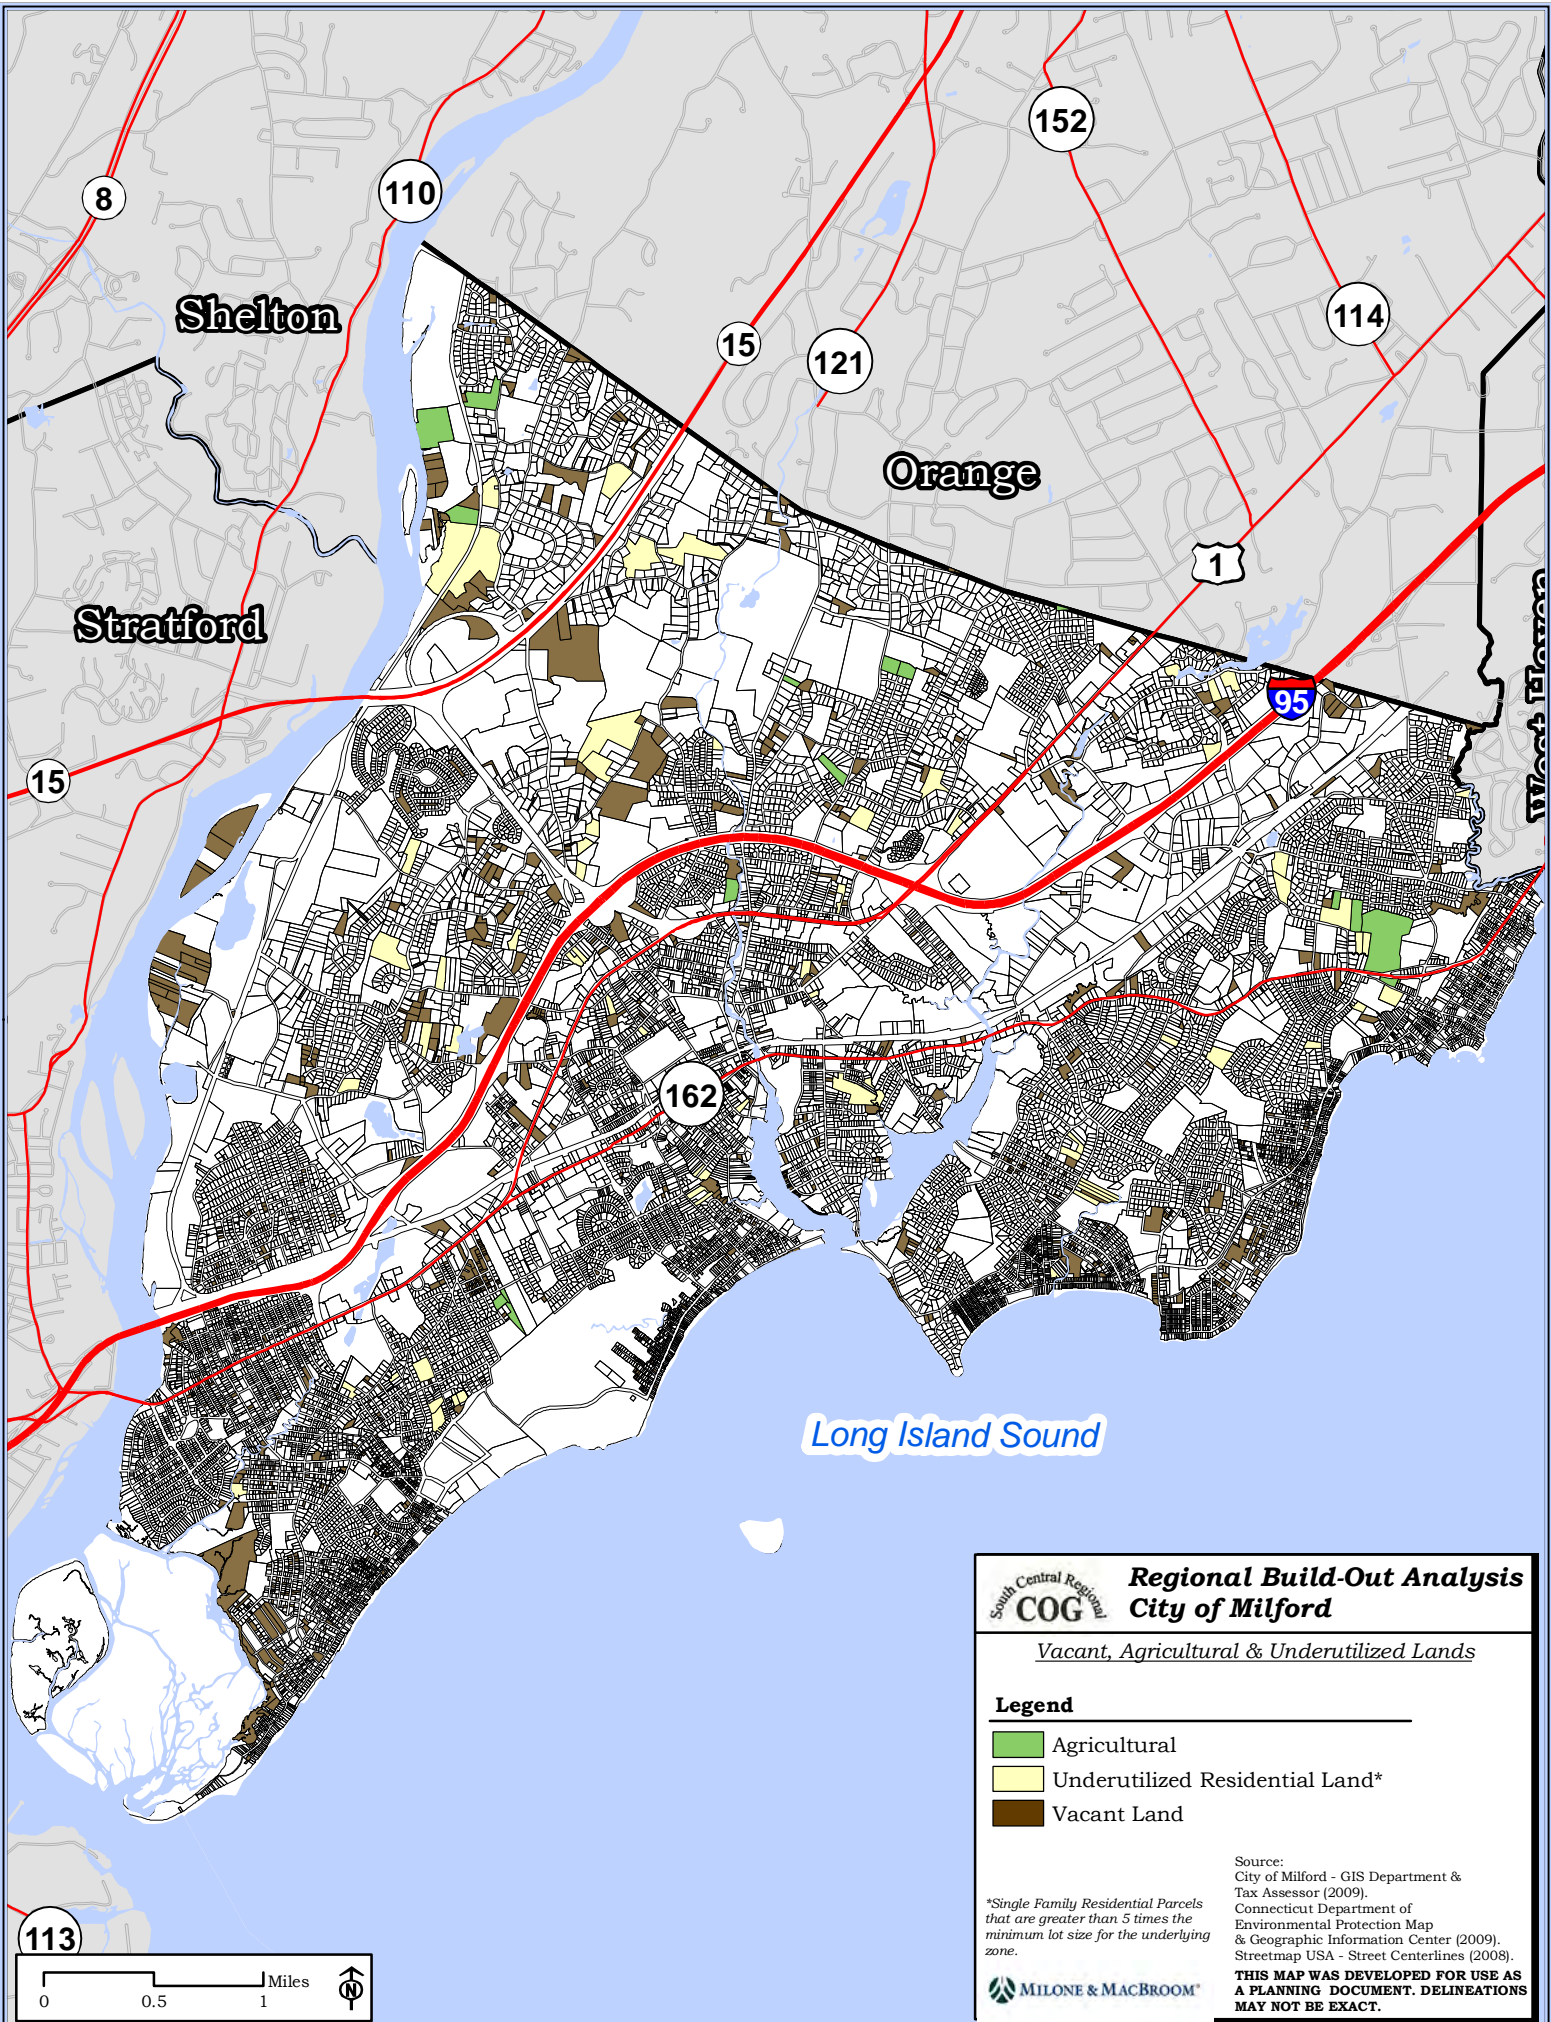 8
110
152
Shelton
15
121
114
Orange
1
Stratford
95
West Haven
15
162
Long Island Sound
South Central Regional
COG
Regional Build-Out Analysis
City of Milford
Vacant, Agricultural & Underutilized Lands
Legend
Agricultural
Underutilized Residential Land*
Vacant Land
*Single Family Residential Parcels
that are greater than 5 times the
minimum lot size for the underlying
zone.
MILONE & MACBROOM®
Source:
City of Milford - GIS Department &
Tax Assessor (2009).
Connecticut Department of
Environmental Protection Map
& Geographic Information Center (2009).
Streetmap USA - Street Centerlines (2008).
THIS MAP WAS DEVELOPED FOR USE AS
A PLANNING DOCUMENT. DELINEATIONS
MAY NOT BE EXACT.
113
Miles
0 0.5 1
N